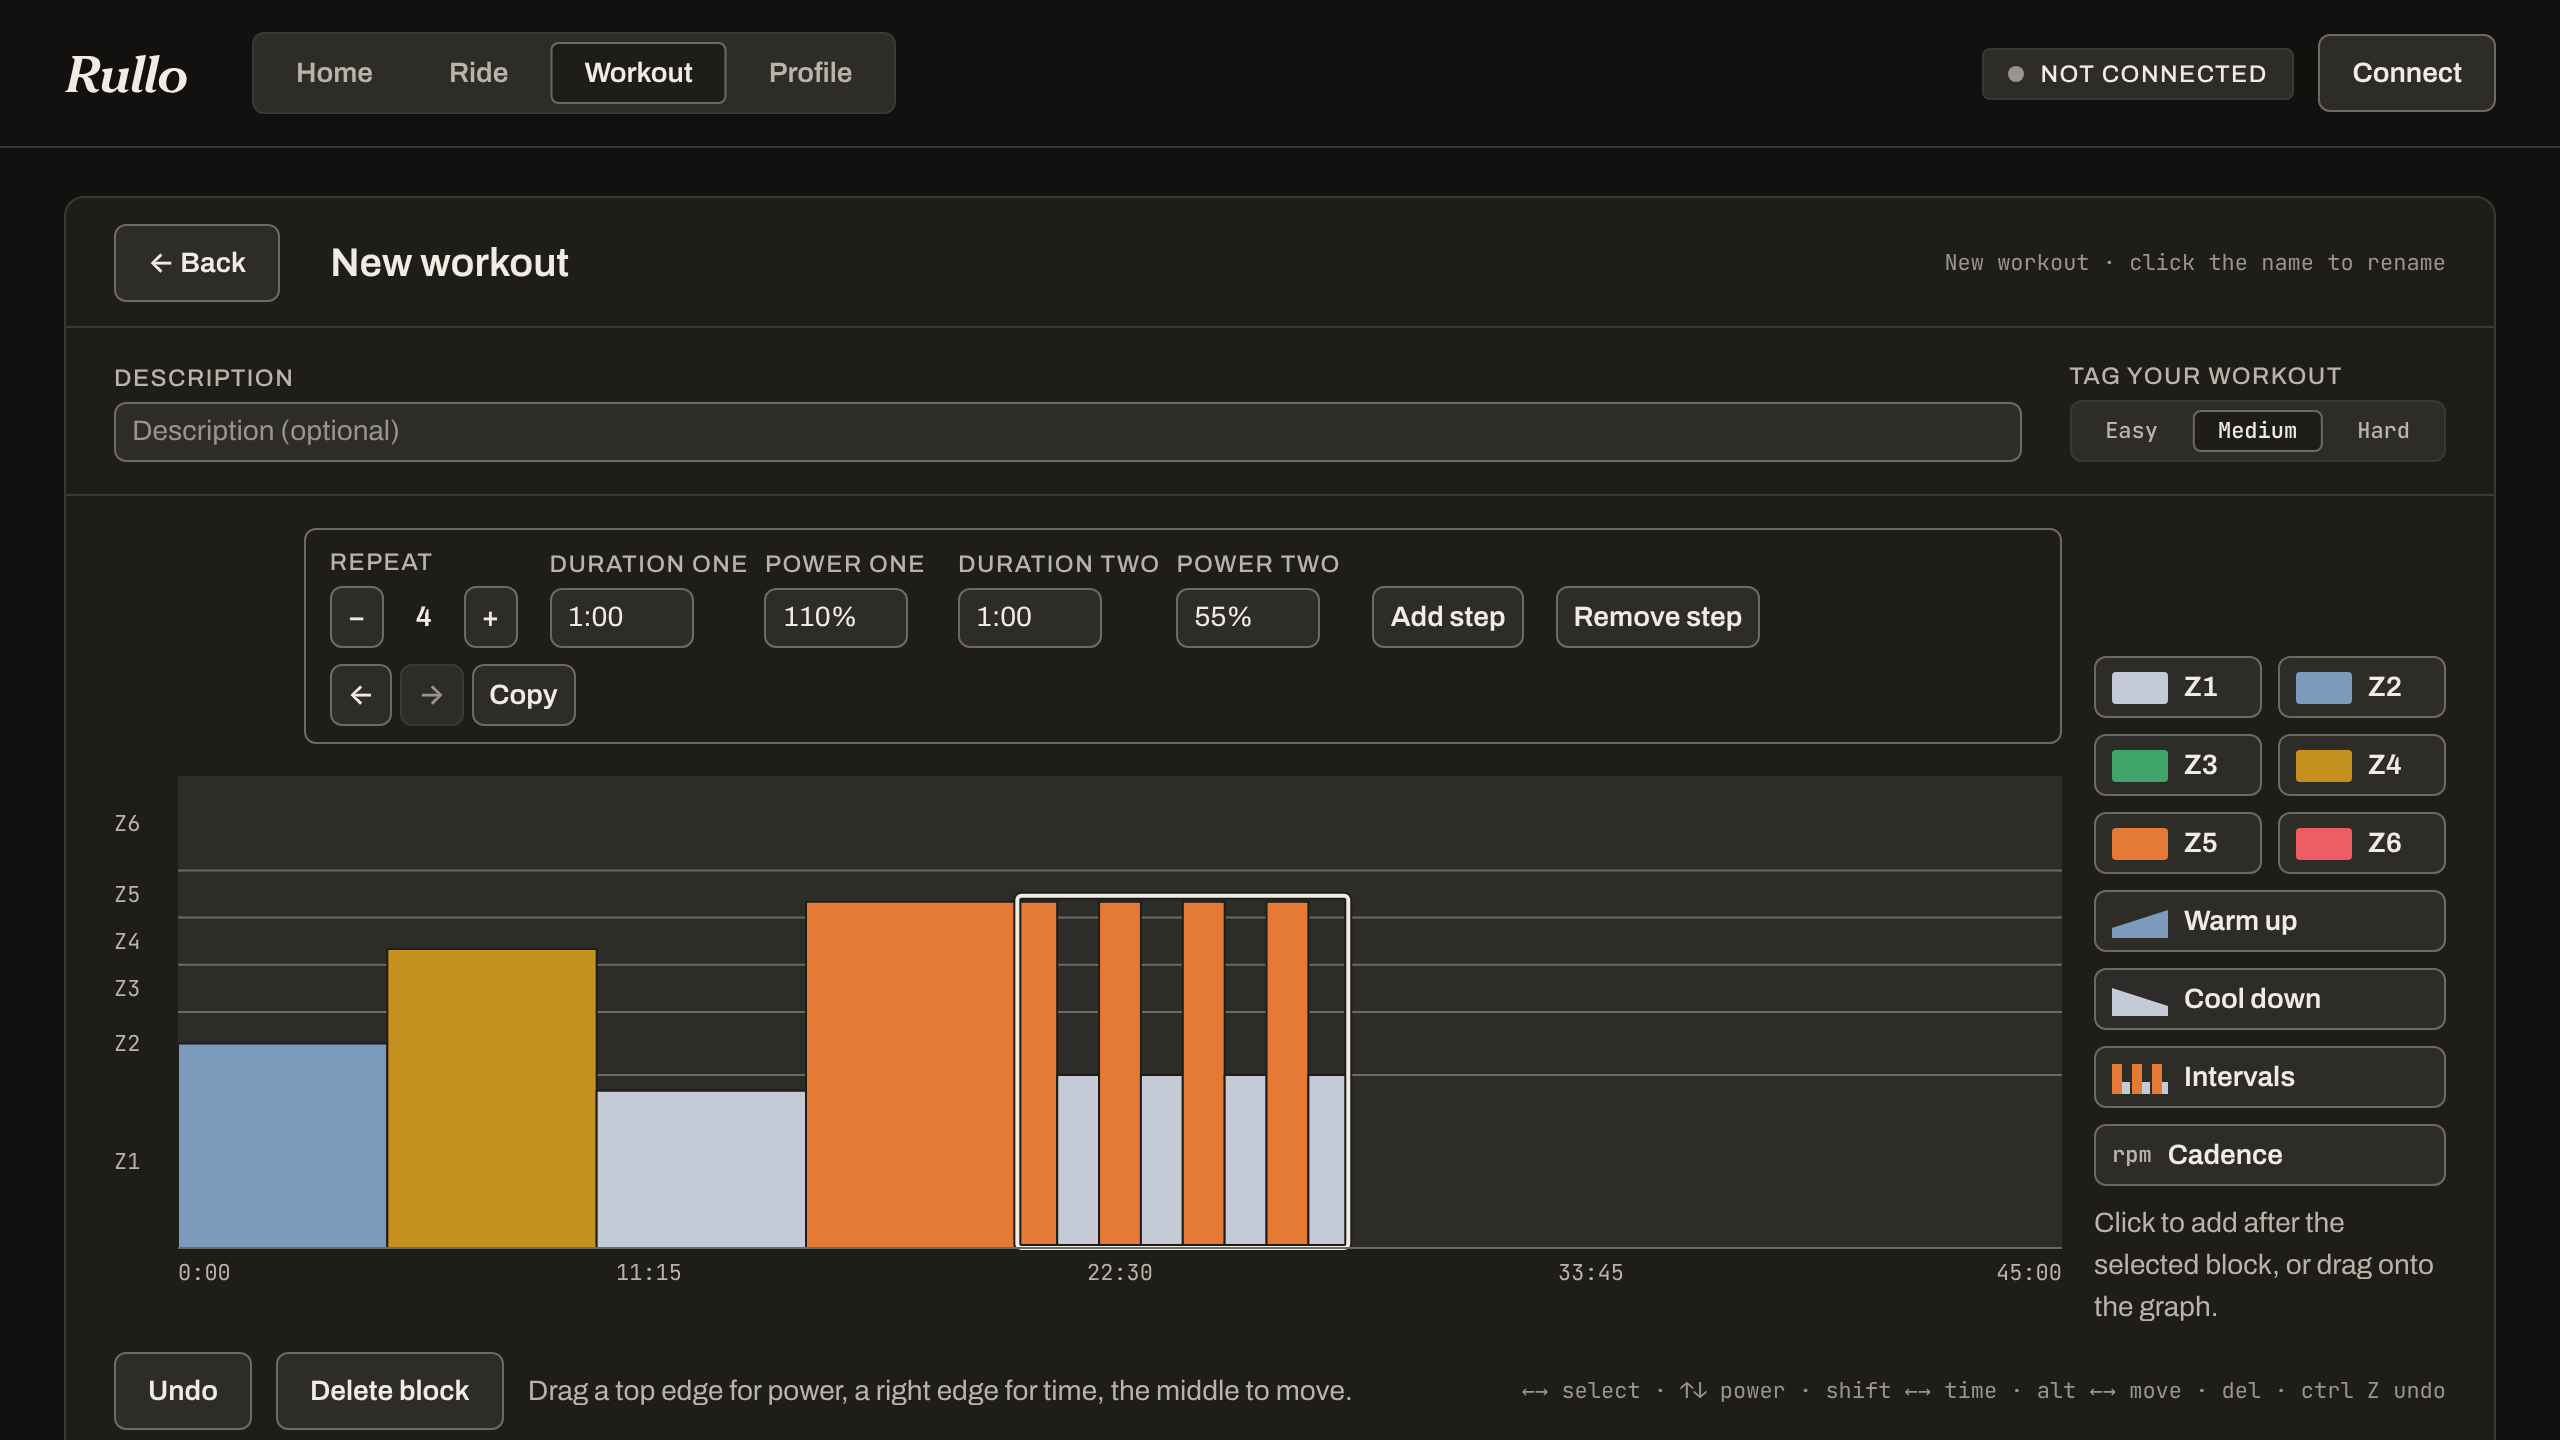 Rullo Home Ride Workout Profile NOT CONNECTED Connect
← Back New workout New workout · click the name to rename
DESCRIPTION TAG YOUR WORKOUT
Description (optional) Easy Medium Hard
REPEAT DURATION ONE POWER ONE DURATION TWO POWER TWO
− 4 + 1:00 110% 1:00 55% Add step Remove step
← → Copy
Z1 Z2
Z3 Z4
Z5 Z6
Warm up
Cool down
Intervals
rpm Cadence
Click to add after the
selected block, or drag onto
the graph.
Z6
Z5
Z4
Z3
Z2
Z1
0:00 11:15 22:30 33:45 45:00
Undo Delete block Drag a top edge for power, a right edge for time, the middle to move. ←→ select · ↑↓ power · shift ←→ time · alt ←→ move · del · ctrl Z undo